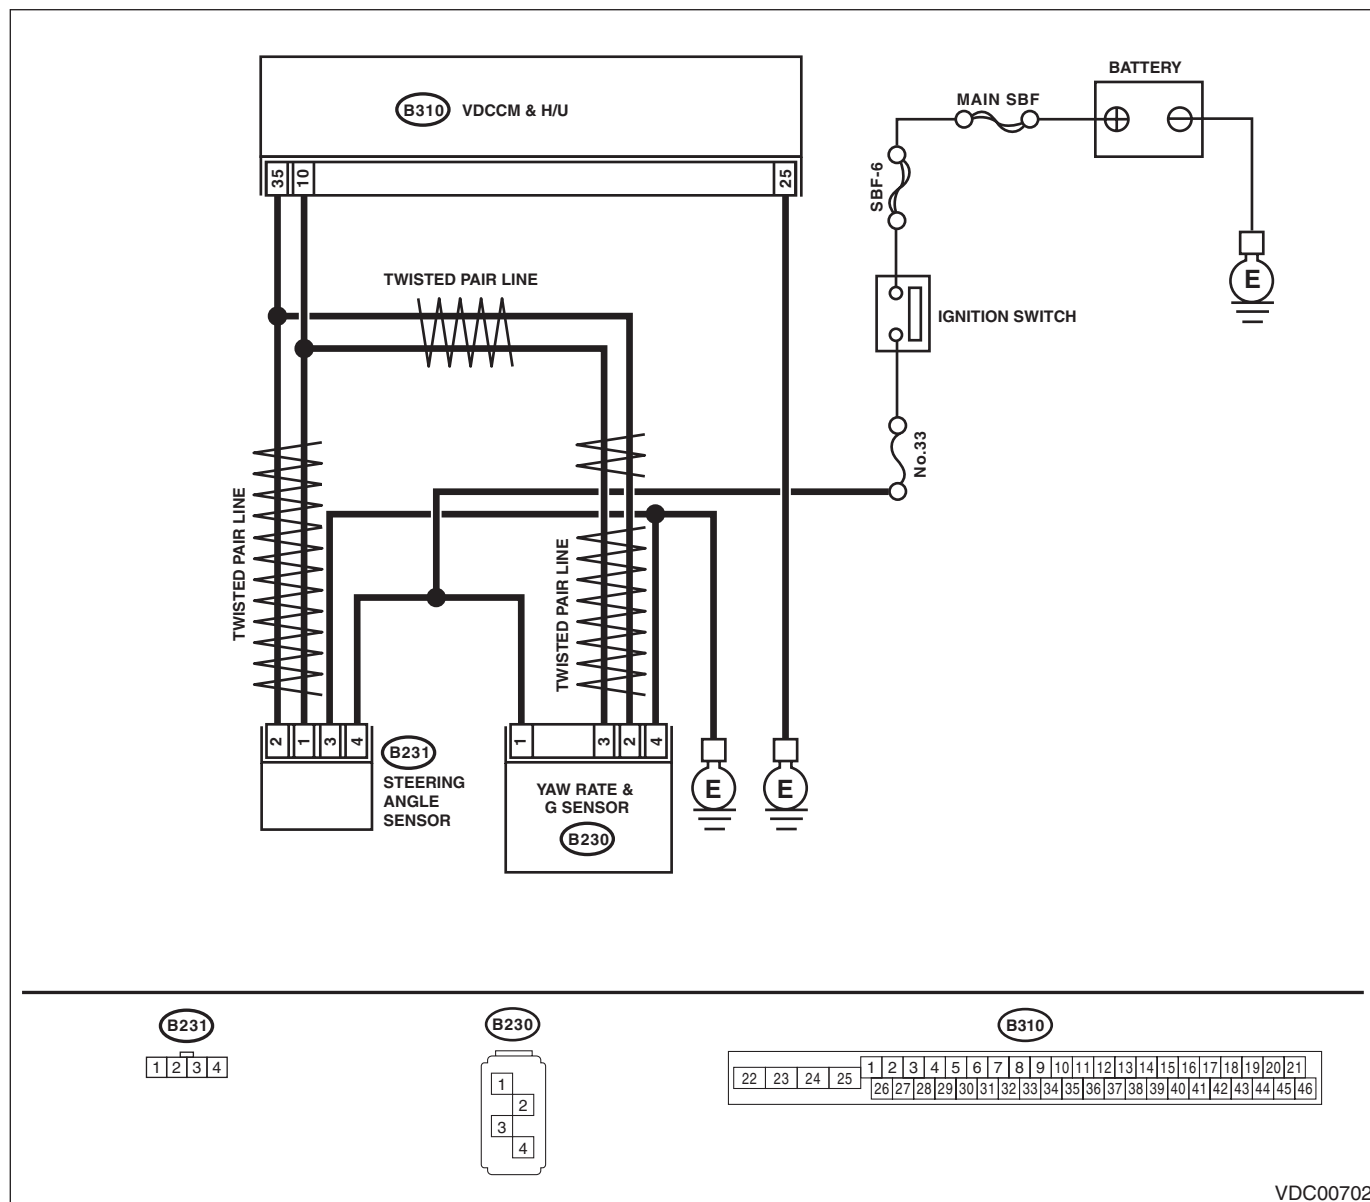 BATTERY
MAIN SBF
B310 VDCCM & H/U
35 10 25
SBF-6
E
TWISTED PAIR LINE
IGNITION SWITCH
No.33
TWISTED PAIR LINE
TWISTED PAIR LINE
2 1 3 4
B231
STEERING
ANGLE
SENSOR
1 3 2 4
YAW RATE &
G SENSOR
B230
E
E
B231
1 2 3 4
B230
1
2
3
4
B310
1 2 3 4 5 6 7 8 9 10 11 12 13 14 15 16 17 18 19 20 21
22 23 24 25
26 27 28 29 30 31 32 33 34 35 36 37 38 39 40 41 42 43 44 45 46
VDC00702